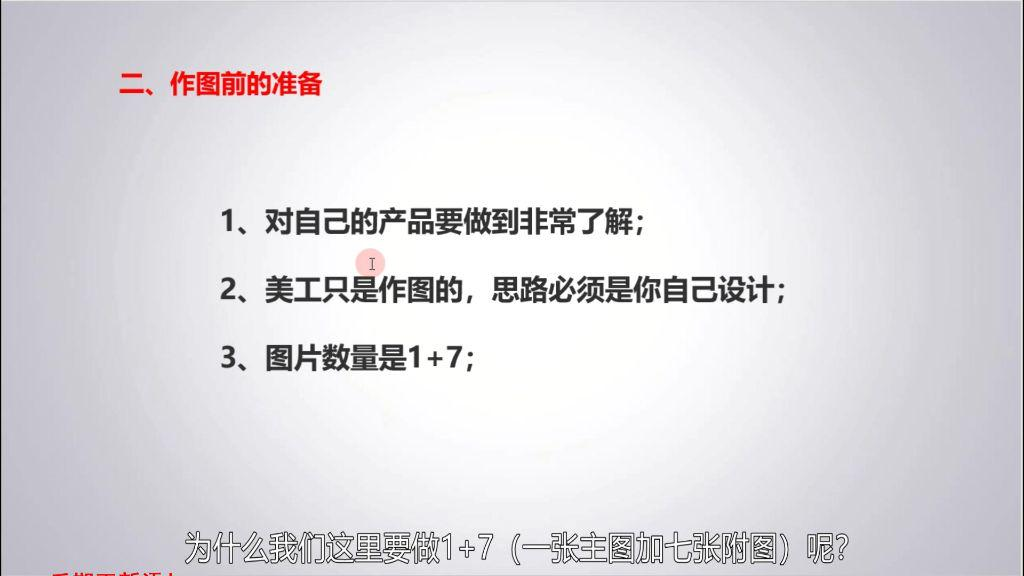 二、作图前的准备
1、对自己的产品要做到非常了解；
2、美工只是作图的，思路必须是你自己设计；
3、图片数量是1+7；
为什么我们这里要做1+7（一张主图加七张附图）呢？